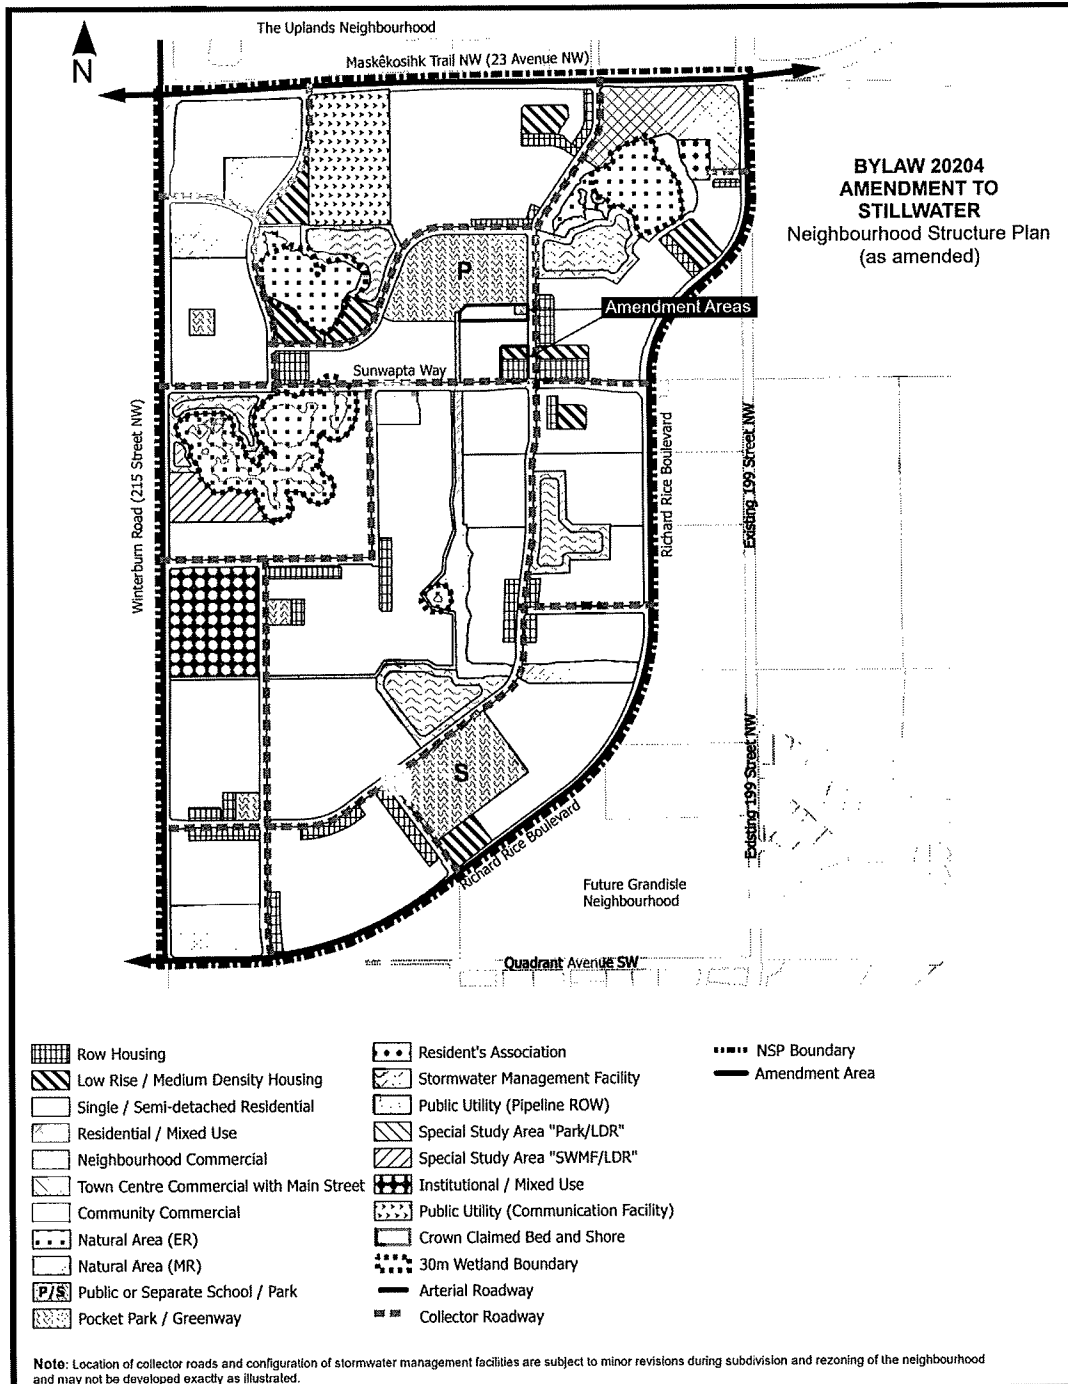 The Uplands Neighbourhood
N
Maskêkosihk Trail NW (23 Avenue NW)
BYLAW 20204
AMENDMENT TO
STILLWATER
Neighbourhood Structure Plan
(as amended)
P
Amendment Areas
Sunwapta Way
Winterburn Road (215 Street NW)
Richard Rice Boulevard
Existing 199 Street NW
S
Existing 199 Street NW
Richard Rice Boulevard
Future Grandisle
Neighbourhood
Quadrant Avenue SW
Row Housing
Low Rise / Medium Density Housing
Single / Semi-detached Residential
Residential / Mixed Use
Neighbourhood Commercial
Town Centre Commercial with Main Street
Community Commercial
Natural Area (ER)
Natural Area (MR)
P/S Public or Separate School / Park
Pocket Park / Greenway
Resident's Association
Stormwater Management Facility
Public Utility (Pipeline ROW)
Special Study Area "Park/LDR"
Special Study Area "SWMF/LDR"
Institutional / Mixed Use
Public Utility (Communication Facility)
Crown Claimed Bed and Shore
30m Wetland Boundary
Arterial Roadway
Collector Roadway
NSP Boundary
Amendment Area
Note: Location of collector roads and configuration of stormwater management facilities are subject to minor revisions during subdivision and rezoning of the neighbourhood
and may not be developed exactly as illustrated.